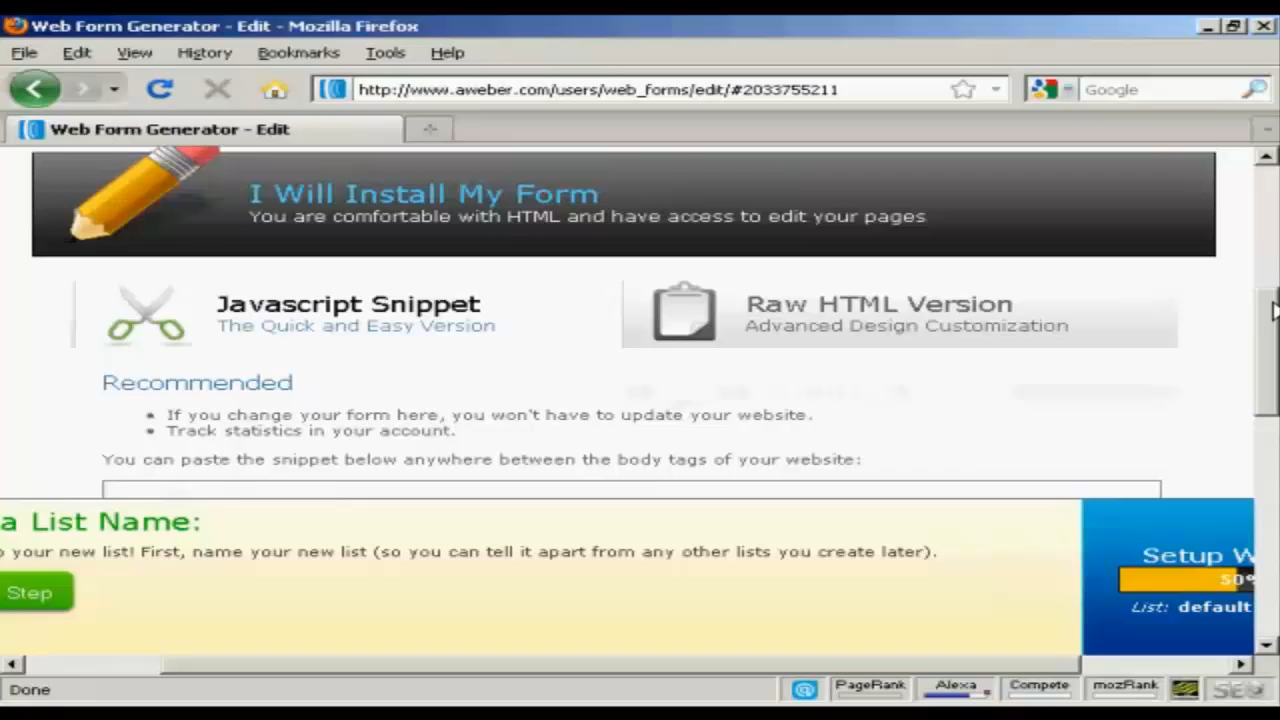 Web Form Generator - Edit - Mozilla Firefox
File Edit View History Bookmarks Tools Help
http://www.aweber.com/users/web_forms/edit/#2033755211
Google
Web Form Generator - Edit
I Will Install My Form
You are comfortable with HTML and have access to edit your pages
Javascript Snippet
The Quick and Easy Version
Raw HTML Version
Advanced Design Customization
Recommended
If you change your form here, you won't have to update your website.
Track statistics in your account.
You can paste the snippet below anywhere between the body tags of your website:
a List Name:
o your new list! First, name your new list (so you can tell it apart from any other lists you create later).
Step
Setup W
50%
List: default
Done
PageRank Alexa Compete mozRank SEO